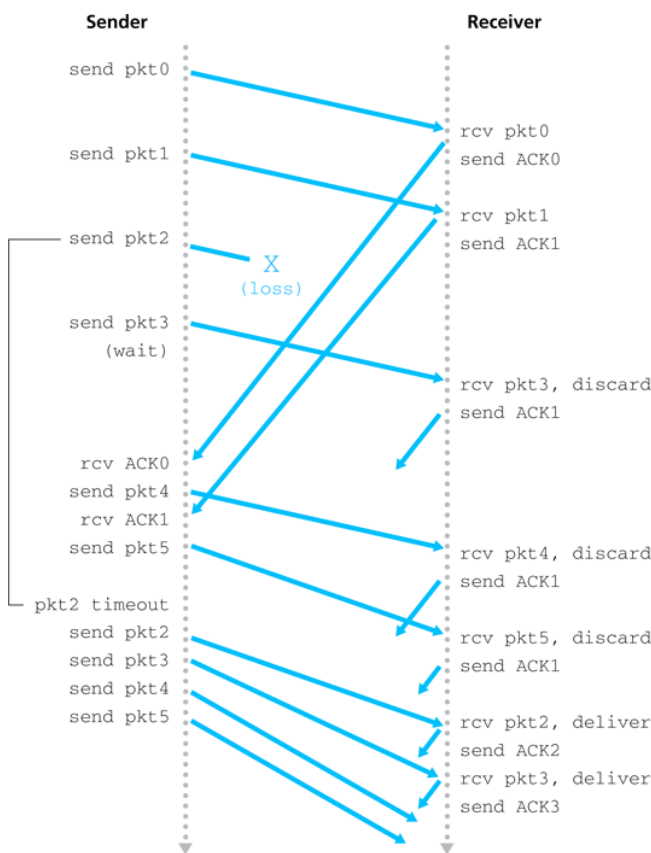 Sender
Receiver
send pkt0
rcv pkt0
send ACK0
send pkt1
rcv pkt1
send ACK1
send pkt2
X
(loss)
send pkt3
(wait)
rcv pkt3, discard
send ACK1
rcv ACK0
send pkt4
rcv ACK1
send pkt5
rcv pkt4, discard
send ACK1
pkt2 timeout
send pkt2
send pkt3
send pkt4
send pkt5
rcv pkt5, discard
send ACK1
rcv pkt2, deliver
send ACK2
rcv pkt3, deliver
send ACK3